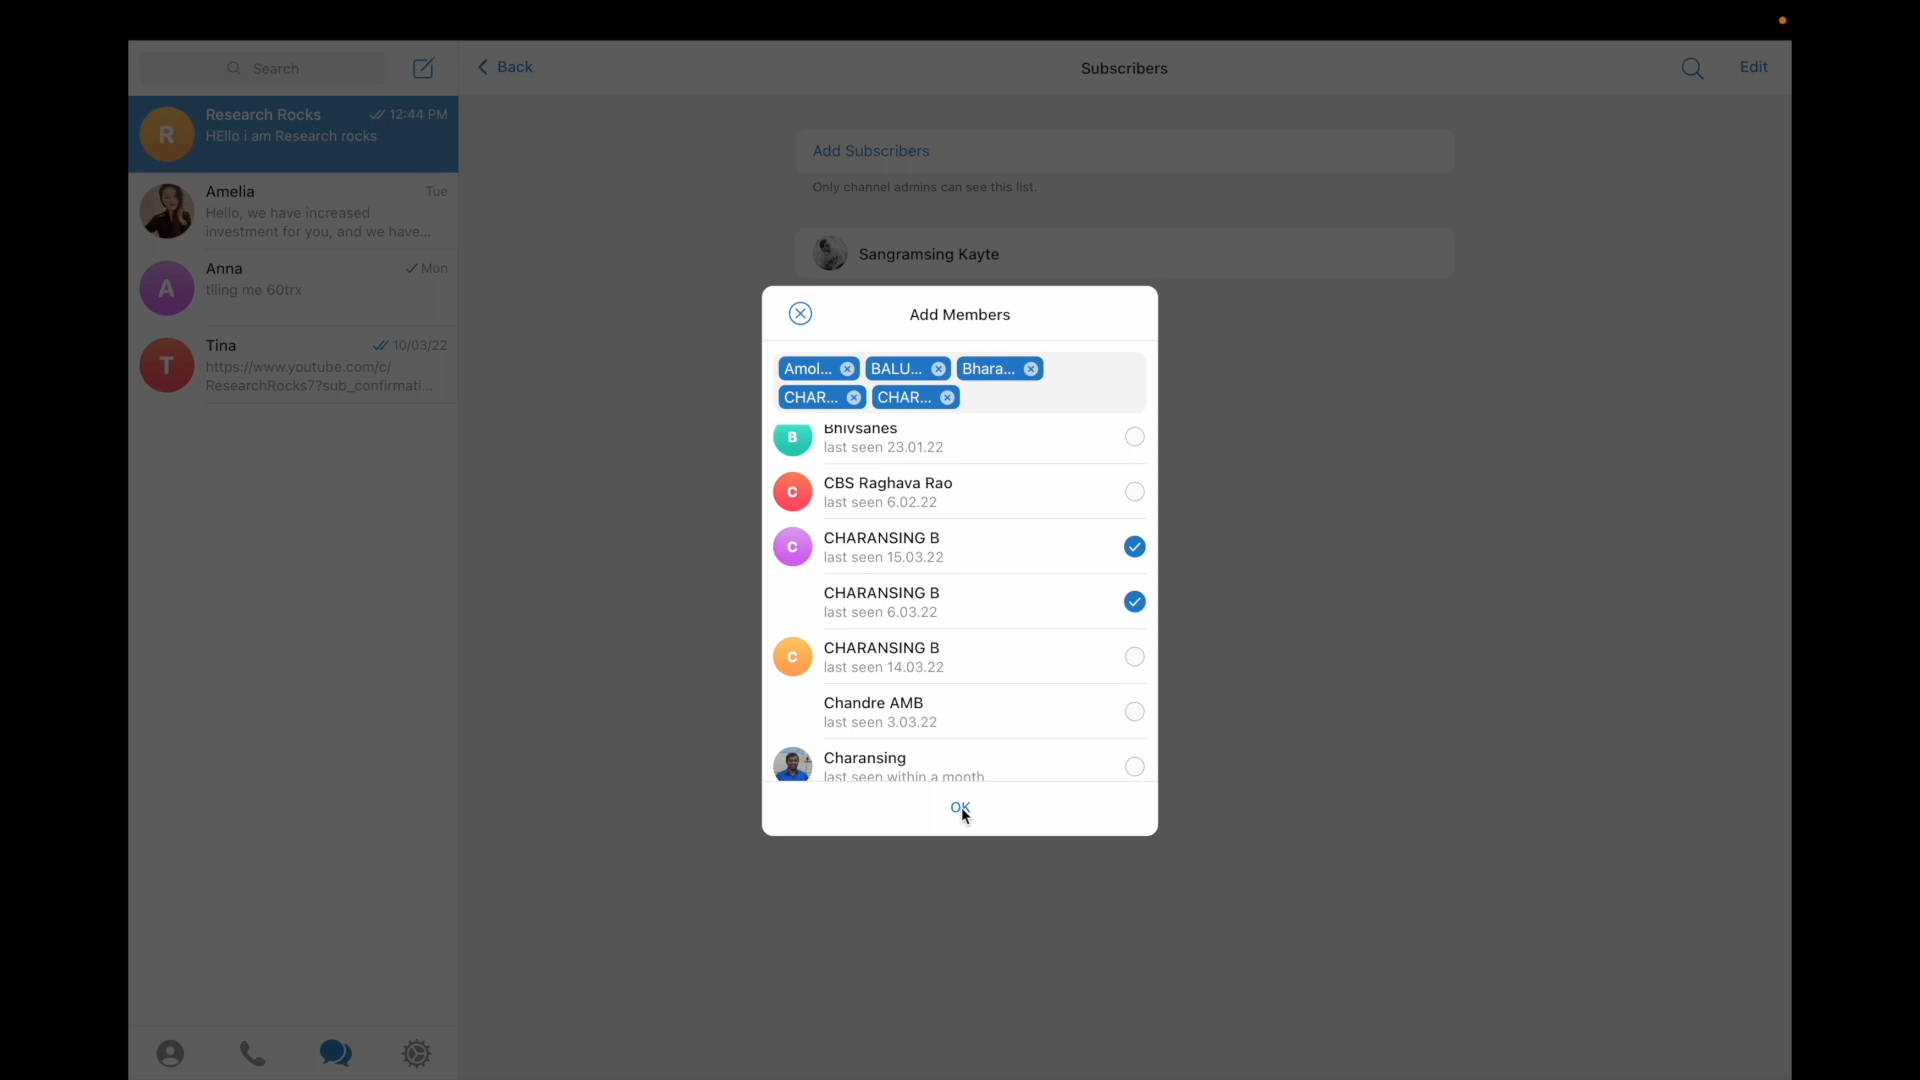 Search
Back
Subscribers
Edit
R
Research Rocks
12:44 PM
HEllo i am Research rocks
Amelia
Tue
Hello, we have increased
investment for you, and we have...
A
Anna
Mon
tlling me 60trx
T
Tina
10/03/22
https://www.youtube.com/c/
ResearchRocks7?sub_confirmati...
Add Subscribers
Only channel admins can see this list.
Sangramsing Kayte
Add Members
Amol...
BALU...
Bhara...
CHAR...
CHAR...
B
Bhivsanes
last seen 23.01.22
C
CBS Raghava Rao
last seen 6.02.22
C
CHARANSING B
last seen 15.03.22
CHARANSING B
last seen 6.03.22
C
CHARANSING B
last seen 14.03.22
Chandre AMB
last seen 3.03.22
Charansing
last seen within a month
OK